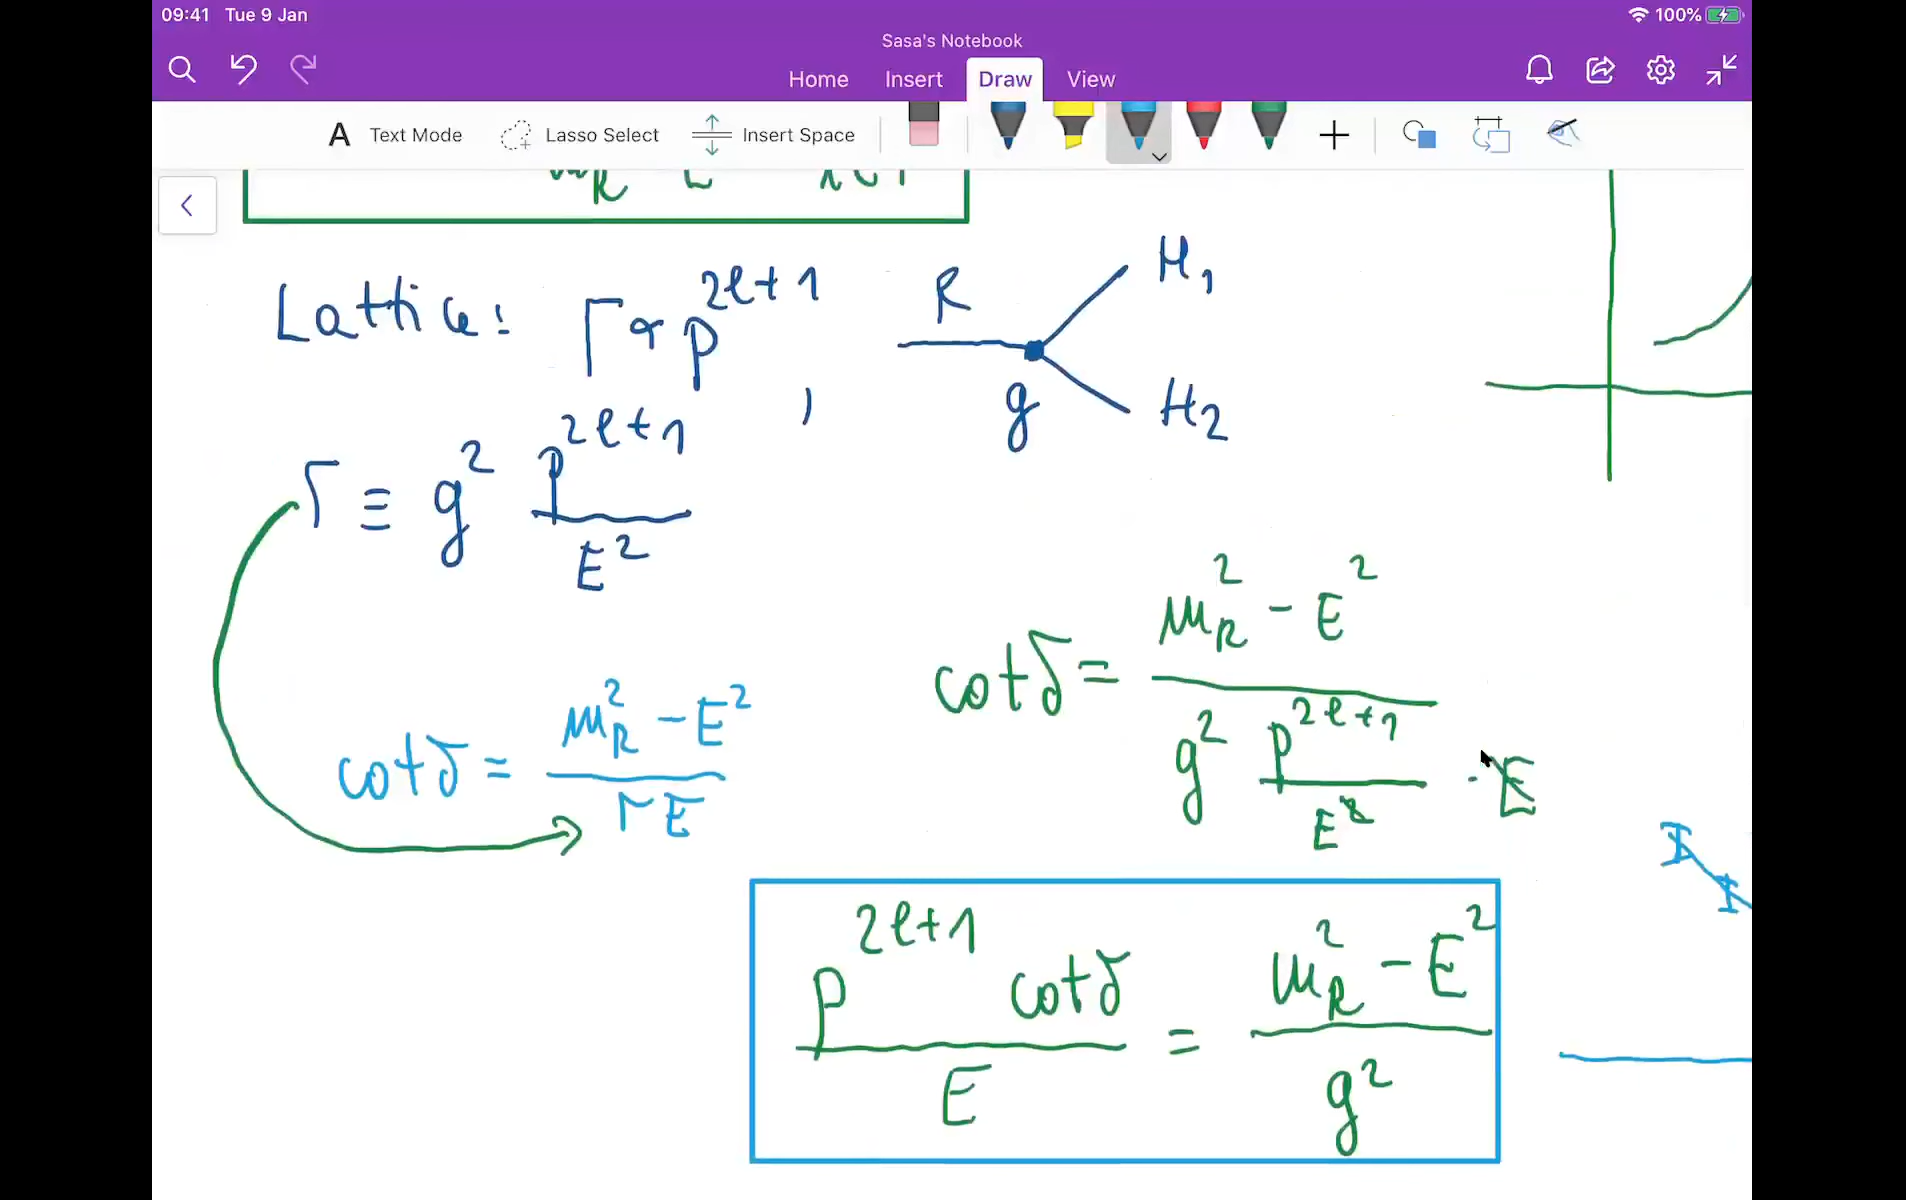 09:41 Tue 9 Jan 100%
Sasa's Notebook
Home Insert Draw View
A Text Mode Lasso Select Insert Space
Lattice: Γ ∝ p^{2ℓ+1} ,
R H₁
g H₂
Γ ≡ g² p^{2ℓ+1} / E²
cot δ = (m_R² - E²) / (g² p^{2ℓ+1} / E² · E)
cot δ = (m_R² - E²) / (Γ E)
p^{2ℓ+1} cot δ / E = (m_R² - E²) / g²